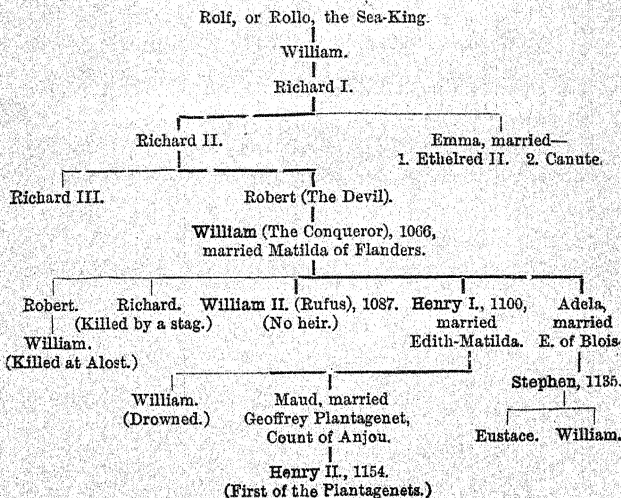 Rolf, or Rollo, the Sea-King.
William.
Richard I.
Richard II. Emma, married—
1. Ethelred II. 2. Canute.
Richard III. Robert (The Devil).
William (The Conqueror), 1066,
married Matilda of Flanders.
Robert. Richard. William II. (Rufus), 1087. Henry I., 1100, Adela,
(Killed by a stag.) (No heir.) married married
William. Edith-Matilda. E. of Blois.
(Killed at Alost.)
Stephen, 1135.
William. Maud, married
(Drowned.) Geoffrey Plantagenet,
Count of Anjou. Eustace. William.
Henry II., 1154.
(First of the Plantagenets.)